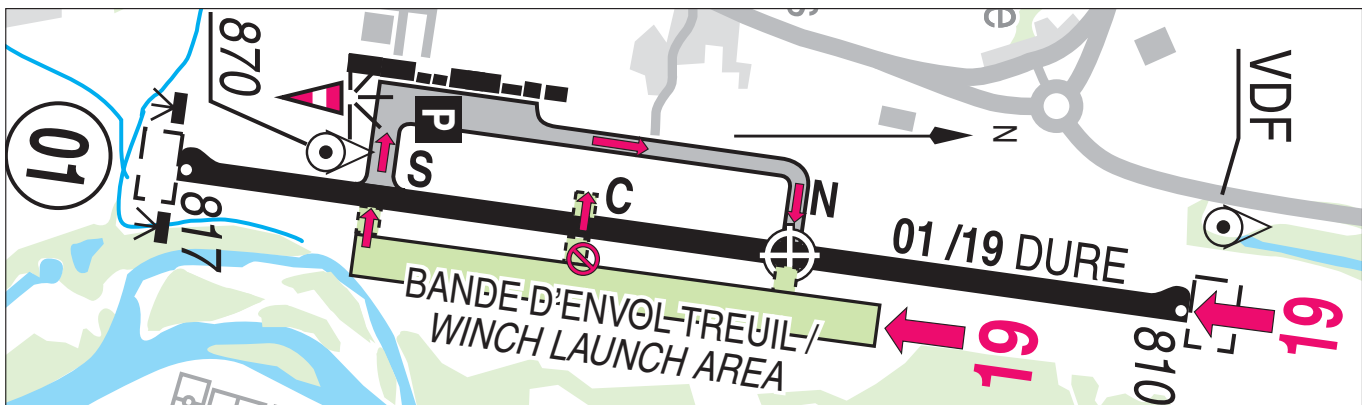 870
VDF
P
N
01
S
C
N
817
01 /19 DURE
BANDE D'ENVOL TREUIL /
WINCH LAUNCH AREA
19
19
810